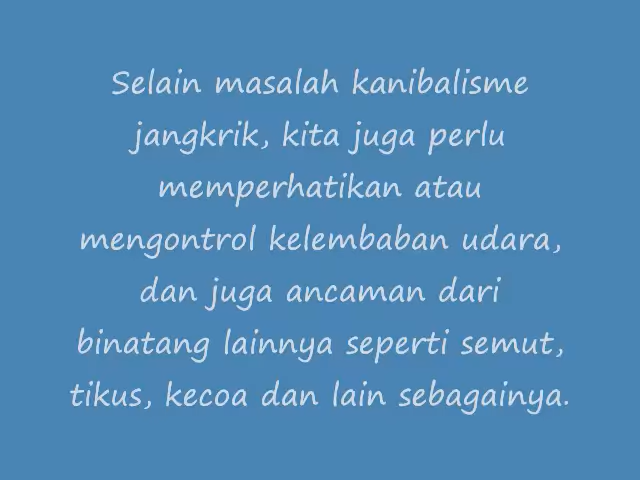 Selain masalah kanibalisme
jangkrik, kita juga perlu
memperhatikan atau
mengontrol kelembaban udara,
dan juga ancaman dari
binatang lainnya seperti semut,
tikus, kecoa dan lain sebagainya.